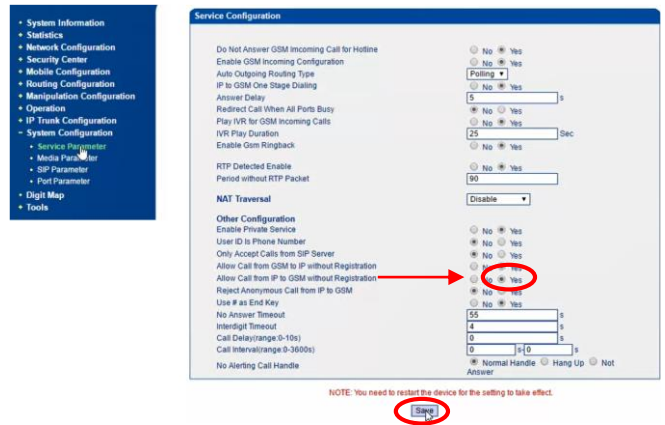 System Information
Statistics
Network Configuration
Security Center
Mobile Configuration
Routing Configuration
Manipulation Configuration
Operation
IP Trunk Configuration
System Configuration
Service Parameter
Media Parameter
SIP Parameter
Port Parameter
Digit Map
Tools
Service Configuration
Do Not Answer GSM Incoming Call for Hotline No Yes
Enable GSM Incoming Configuration No Yes
Auto Outgoing Routing Type Polling
IP to GSM One Stage Dialing No Yes
Answer Delay 5 s
Redirect Call When All Ports Busy No Yes
Play IVR for GSM Incoming Calls No Yes
IVR Play Duration 25 Sec
Enable Gsm Ringback No Yes
RTP Detected Enable No Yes
Period without RTP Packet 90
NAT Traversal Disable
Other Configuration
Enable Private Service No Yes
User ID Is Phone Number No Yes
Only Accept Calls from SIP Server No Yes
Allow Call from GSM to IP without Registration No Yes
Allow Call from IP to GSM without Registration No Yes
Reject Anonymous Call from IP to GSM No Yes
Use # as End Key No Yes
No Answer Timeout 55 s
Interdigit Timeout 4 s
Call Delay(range:0-10s) 0 s
Call Interval(range:0-3600s) 0 s-0 s
No Alerting Call Handle Normal Handle Hang Up Not
Answer
NOTE: You need to restart the device for the setting to take effect.
Save